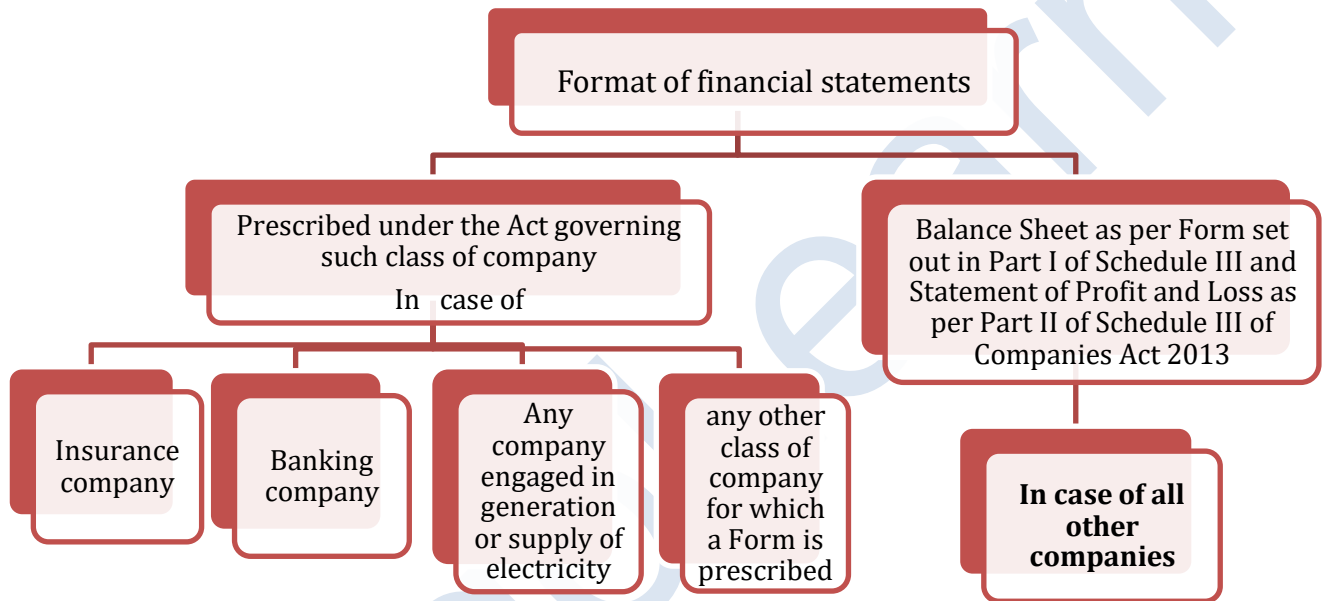 Format of financial statements
Prescribed under the Act governing
such class of company
In case of
Balance Sheet as per Form set
out in Part I of Schedule III and
Statement of Profit and Loss as
per Part II of Schedule III of
Companies Act 2013
Insurance
company
Banking
company
Any
company
engaged in
generation
or supply of
electricity
any other
class of
company
for which
a Form is
prescribed
In case of all
other
companies